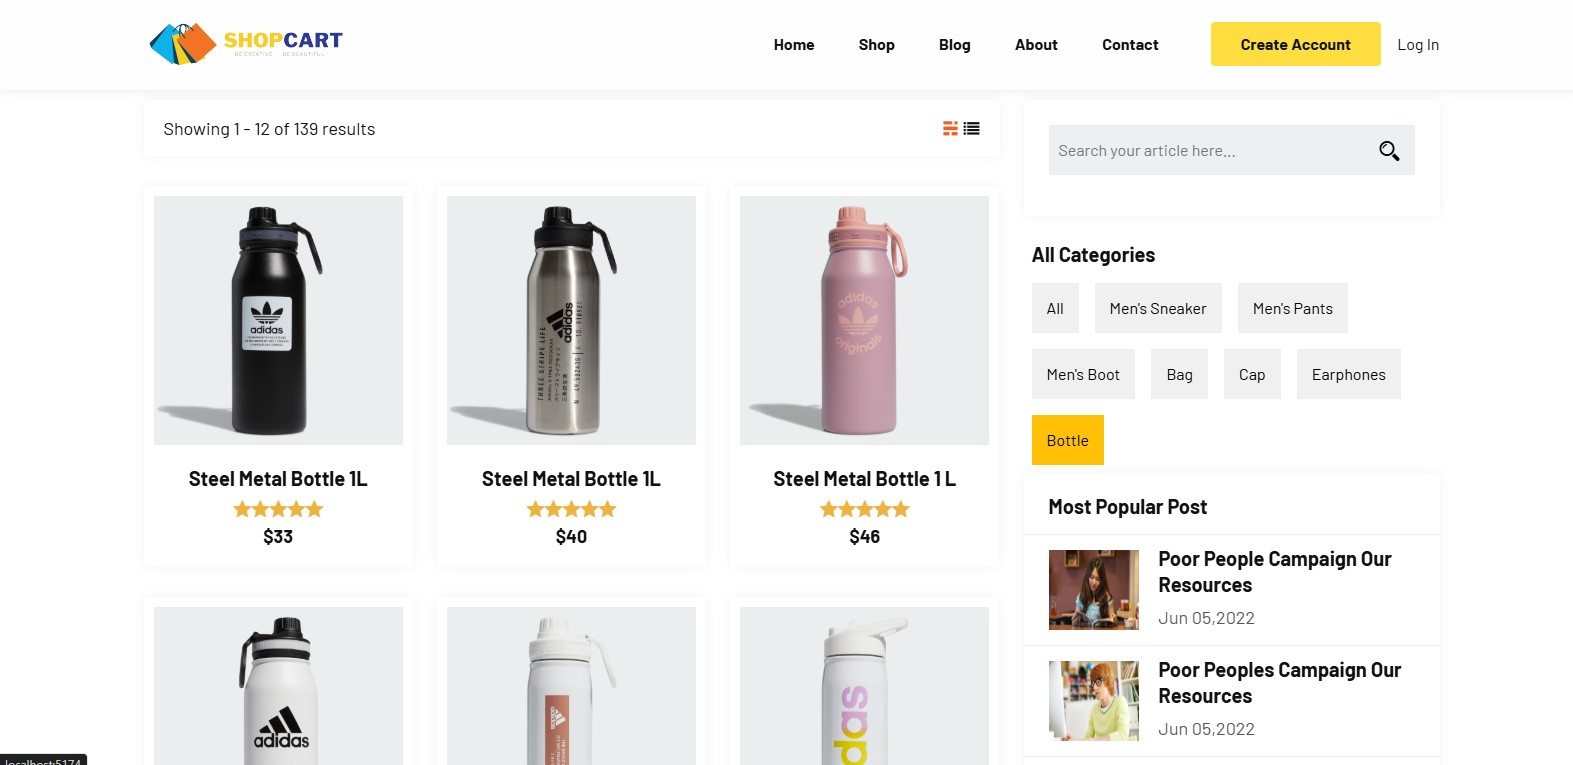 SHOPCART
BE CREATIVE BE BEAUTIFUL
Home
Shop
Blog
About
Contact
Create Account
Log In
Showing 1 - 12 of 139 results
Search your article here...
adidas
THREE STRIPE LIFE
adidas
adidas
originals
Steel Metal Bottle 1L
$33
Steel Metal Bottle 1L
$40
Steel Metal Bottle 1 L
$46
adidas
adidas
das
All Categories
All
Men's Sneaker
Men's Pants
Men's Boot
Bag
Cap
Earphones
Bottle
Most Popular Post
Poor People Campaign Our
Resources
Jun 05,2022
Poor Peoples Campaign Our
Resources
Jun 05,2022
localhost:5174